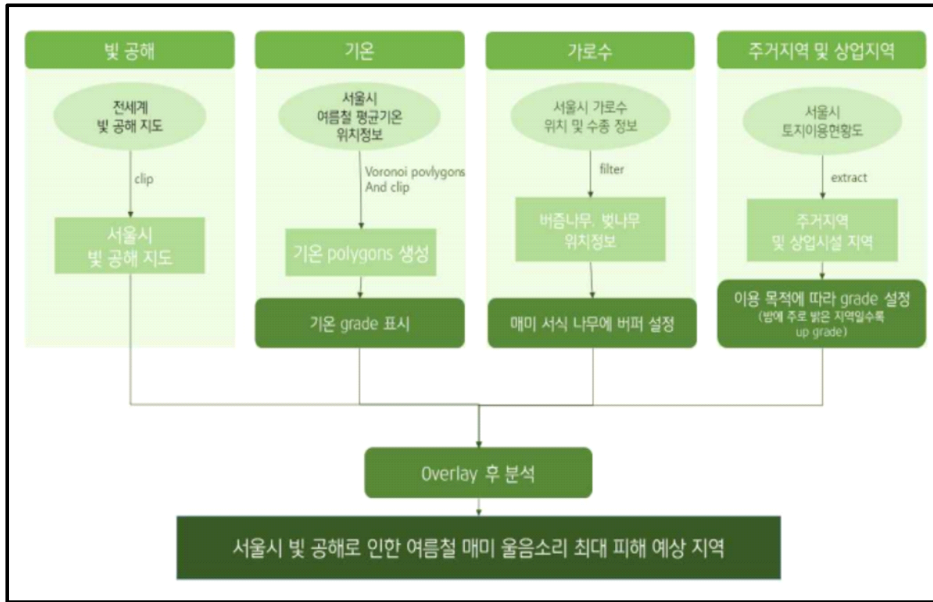 빛 공해
전세계
빛 공해 지도
clip
서울시
빛 공해 지도
기온
서울시
여름철 평균기온
위치정보
Voronoi povlygons
And clip
기온 polygons 생성
기온 grade 표시
가로수
서울시 가로수
위치 및 수종 정보
filter
버즘나무, 벚나무
위치정보
매미 서식 나무에 버퍼 설정
주거지역 및 상업지역
서울시
토지이용현황도
extract
주거지역
및 상업시설 지역
이용 목적에 따라 grade 설정
(밤에 주로 밝은 지역일수록
up grade)
Overlay 후 분석
서울시 빛 공해로 인한 여름철 매미 울음소리 최대 피해 예상 지역